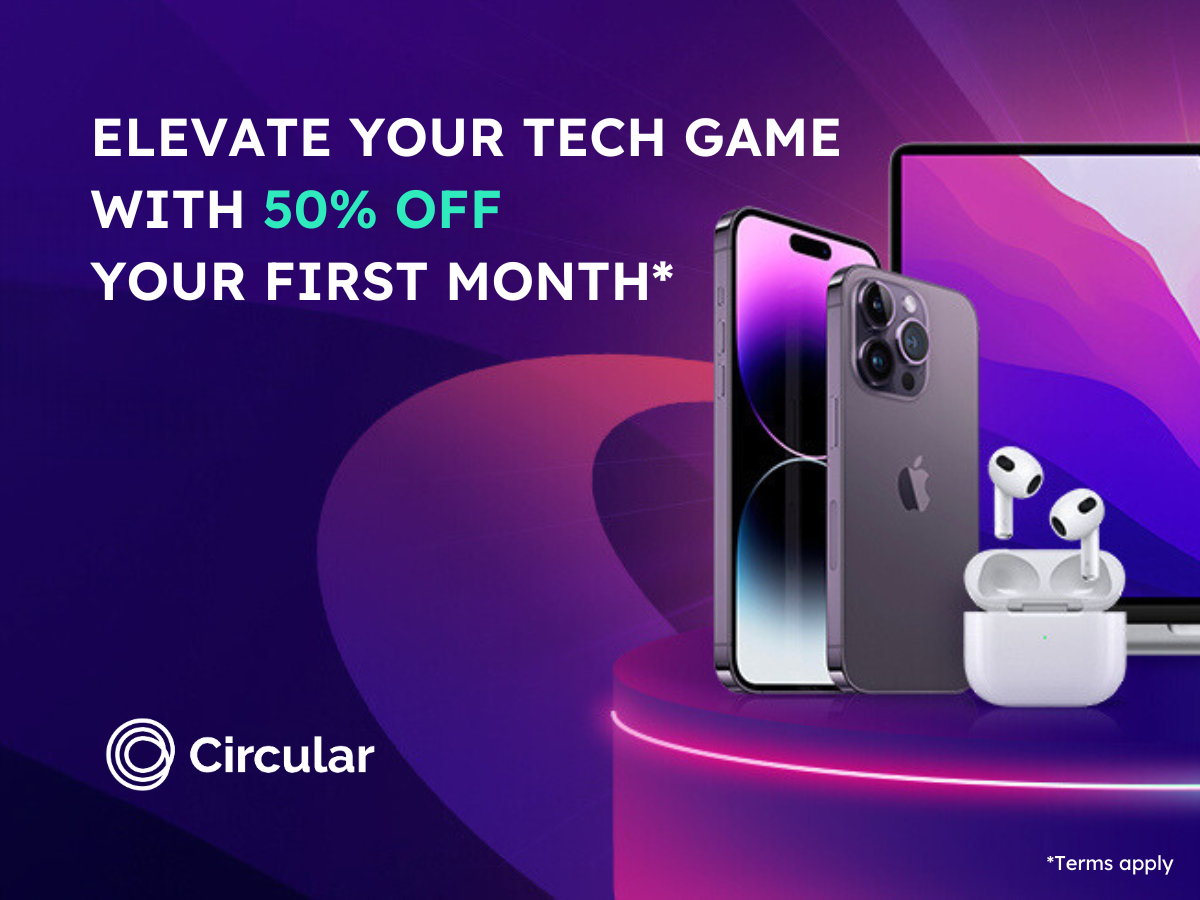 ELEVATE YOUR TECH GAME
WITH 50% OFF
YOUR FIRST MONTH*
Circular
*Terms apply